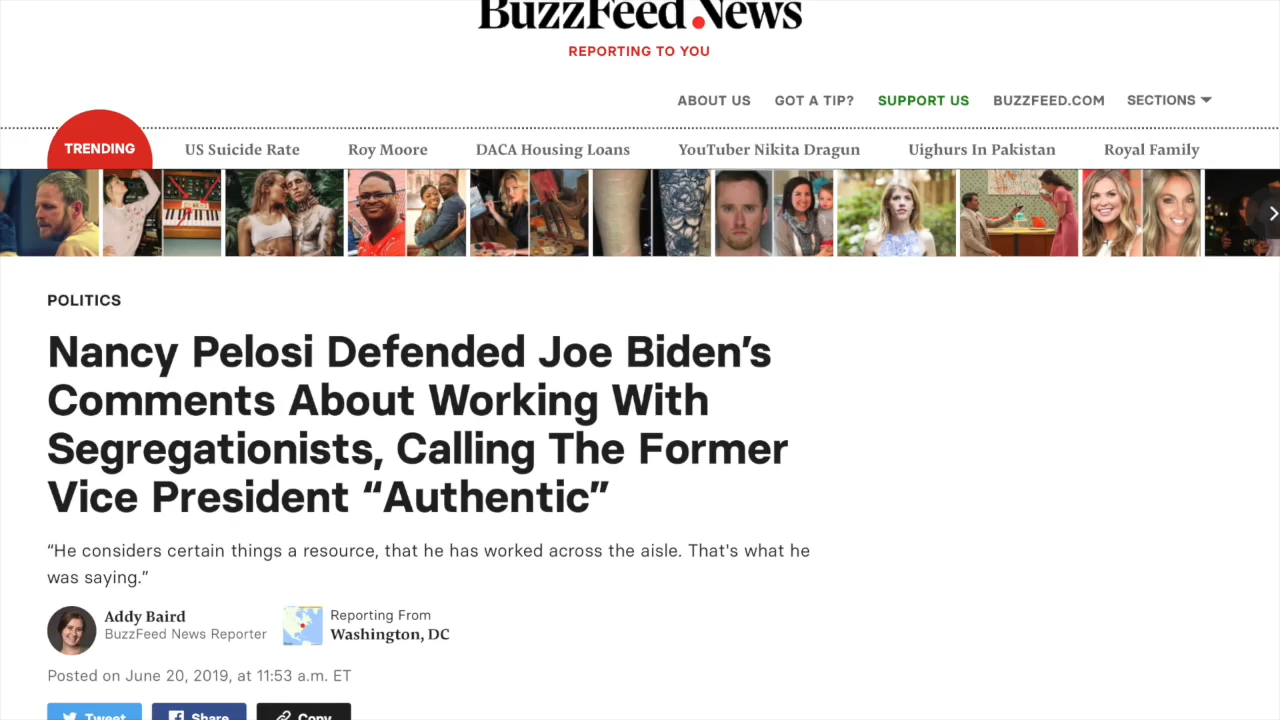 BuzzFeed News
REPORTING TO YOU
ABOUT US GOT A TIP? SUPPORT US BUZZFEED.COM SECTIONS
TRENDING US Suicide Rate Roy Moore DACA Housing Loans YouTuber Nikita Dragun Uighurs In Pakistan Royal Family
POLITICS
Nancy Pelosi Defended Joe Biden’s
Comments About Working With
Segregationists, Calling The Former
Vice President “Authentic”
“He considers certain things a resource, that he has worked across the aisle. That's what he
was saying.”
Addy Baird
BuzzFeed News Reporter
Reporting From
Washington, DC
Posted on June 20, 2019, at 11:53 a.m. ET
Tweet Share Copy